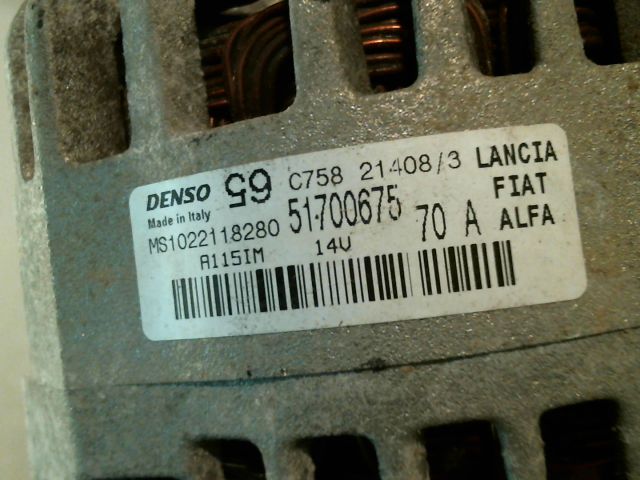 DENSO 65 C758 21408/3 LANCIA
Made in Italy 51700675 FIAT
MS1022118280 70 A ALFA
A115IM 14V